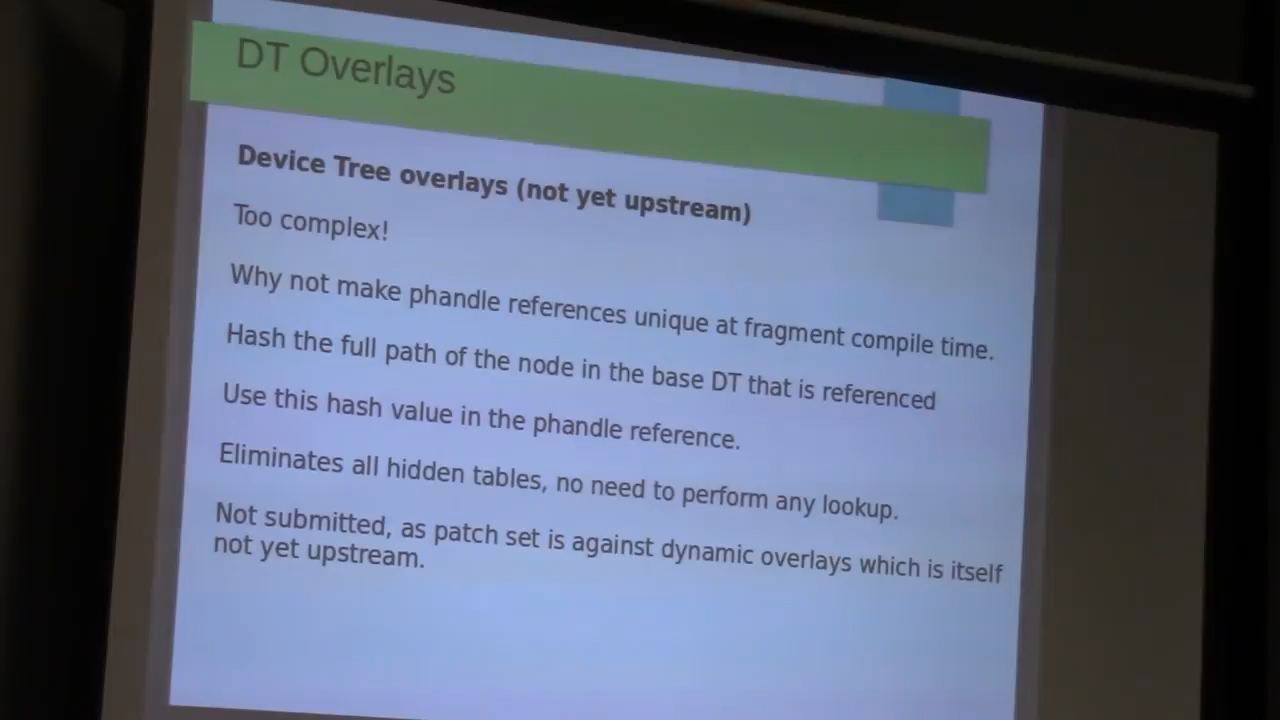 DT Overlays
Device Tree overlays (not yet upstream)
Too complex!
Why not make phandle references unique at fragment compile time.
Hash the full path of the node in the base DT that is referenced
Use this hash value in the phandle reference.
Eliminates all hidden tables, no need to perform any lookup.
Not submitted, as patch set is against dynamic overlays which is itself
not yet upstream.